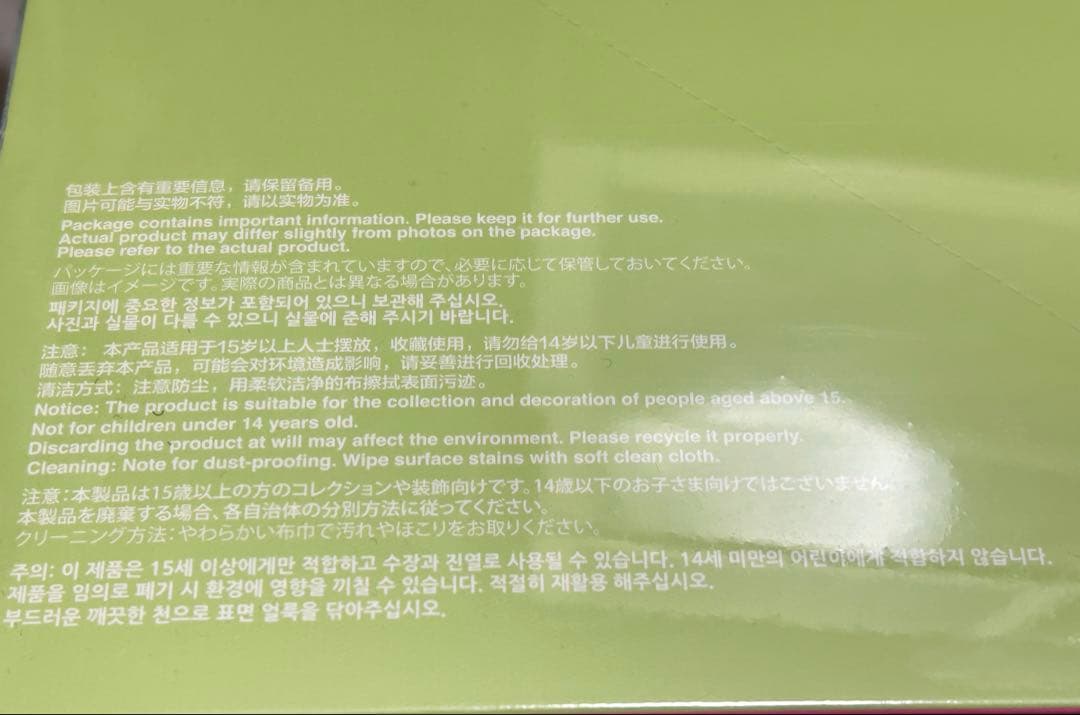 包装上含有重要信息，请保留备用。
图片可能与实物不符，请以实物为准。
Package contains important information. Please keep it for further use.
Actual product may differ slightly from photos on the package.
Please refer to the actual product.
パッケージには重要な情報が含まれていますので、必要に応じて保管しておいてください。
画像はイメージです。実際の商品とは異なる場合があります。
패키지에 중요한 정보가 포함되어 있으니 보관해 주십시오.
사진과 실물이 다를 수 있으니 실물에 준해 주시기 바랍니다.
注意： 本产品适用于15岁以上人士摆放，收藏使用，请勿给14岁以下儿童进行使用。
随意丢弃本产品，可能会对环境造成影响，请妥善进行回收处理。
清洁方式：注意防尘，用柔软洁净的布擦拭表面污迹。
Notice: The product is suitable for the collection and decoration of people aged above 15.
Not for children under 14 years old.
Discarding the product at will may affect the environment. Please recycle it properly.
Cleaning: Note for dust-proofing. Wipe surface stains with soft clean cloth.
注意：本製品は15歳以上の方のコレクションや装飾向けです。14歳以下のお子さま向けではございません。
本製品を廃棄する場合、各自治体の分別方法に従ってください。
クリーニング方法：やわらかい布巾で汚れやほこりをお取りください。
주의: 이 제품은 15세 이상에게만 적합하고 수장과 진열로 사용될 수 있습니다. 14세 미만의 어린아에게 적합하지 않습니다.
제품을 임의로 폐기 시 환경에 영향을 끼칠 수 있습니다. 적절히 재활용 해주십시오.
부드러운 깨끗한 천으로 표면 얼룩을 닦아주십시오.